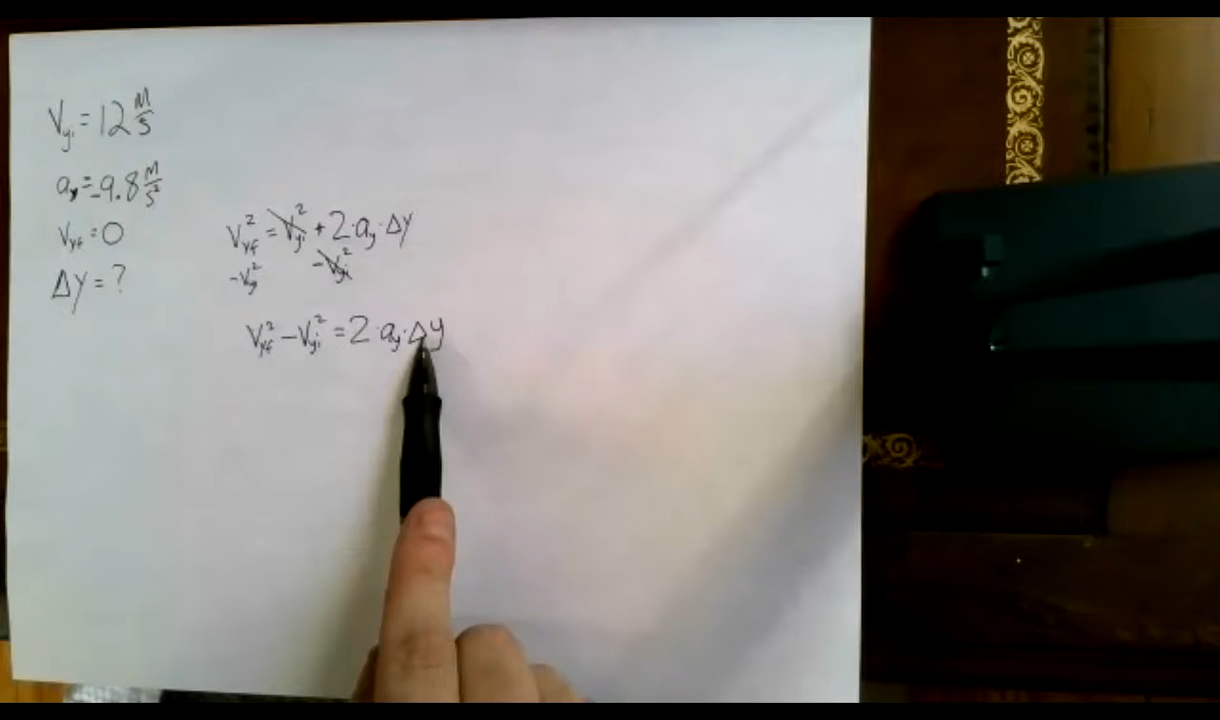 Vyi = 12 m/s
ay = -9.8 m/s²
Vyf = 0
Δy = ?
Vyf² = Vyi² + 2·ay·Δy
-Vyi² -Vyi²
Vyf² - Vyi² = 2·ay·Δy